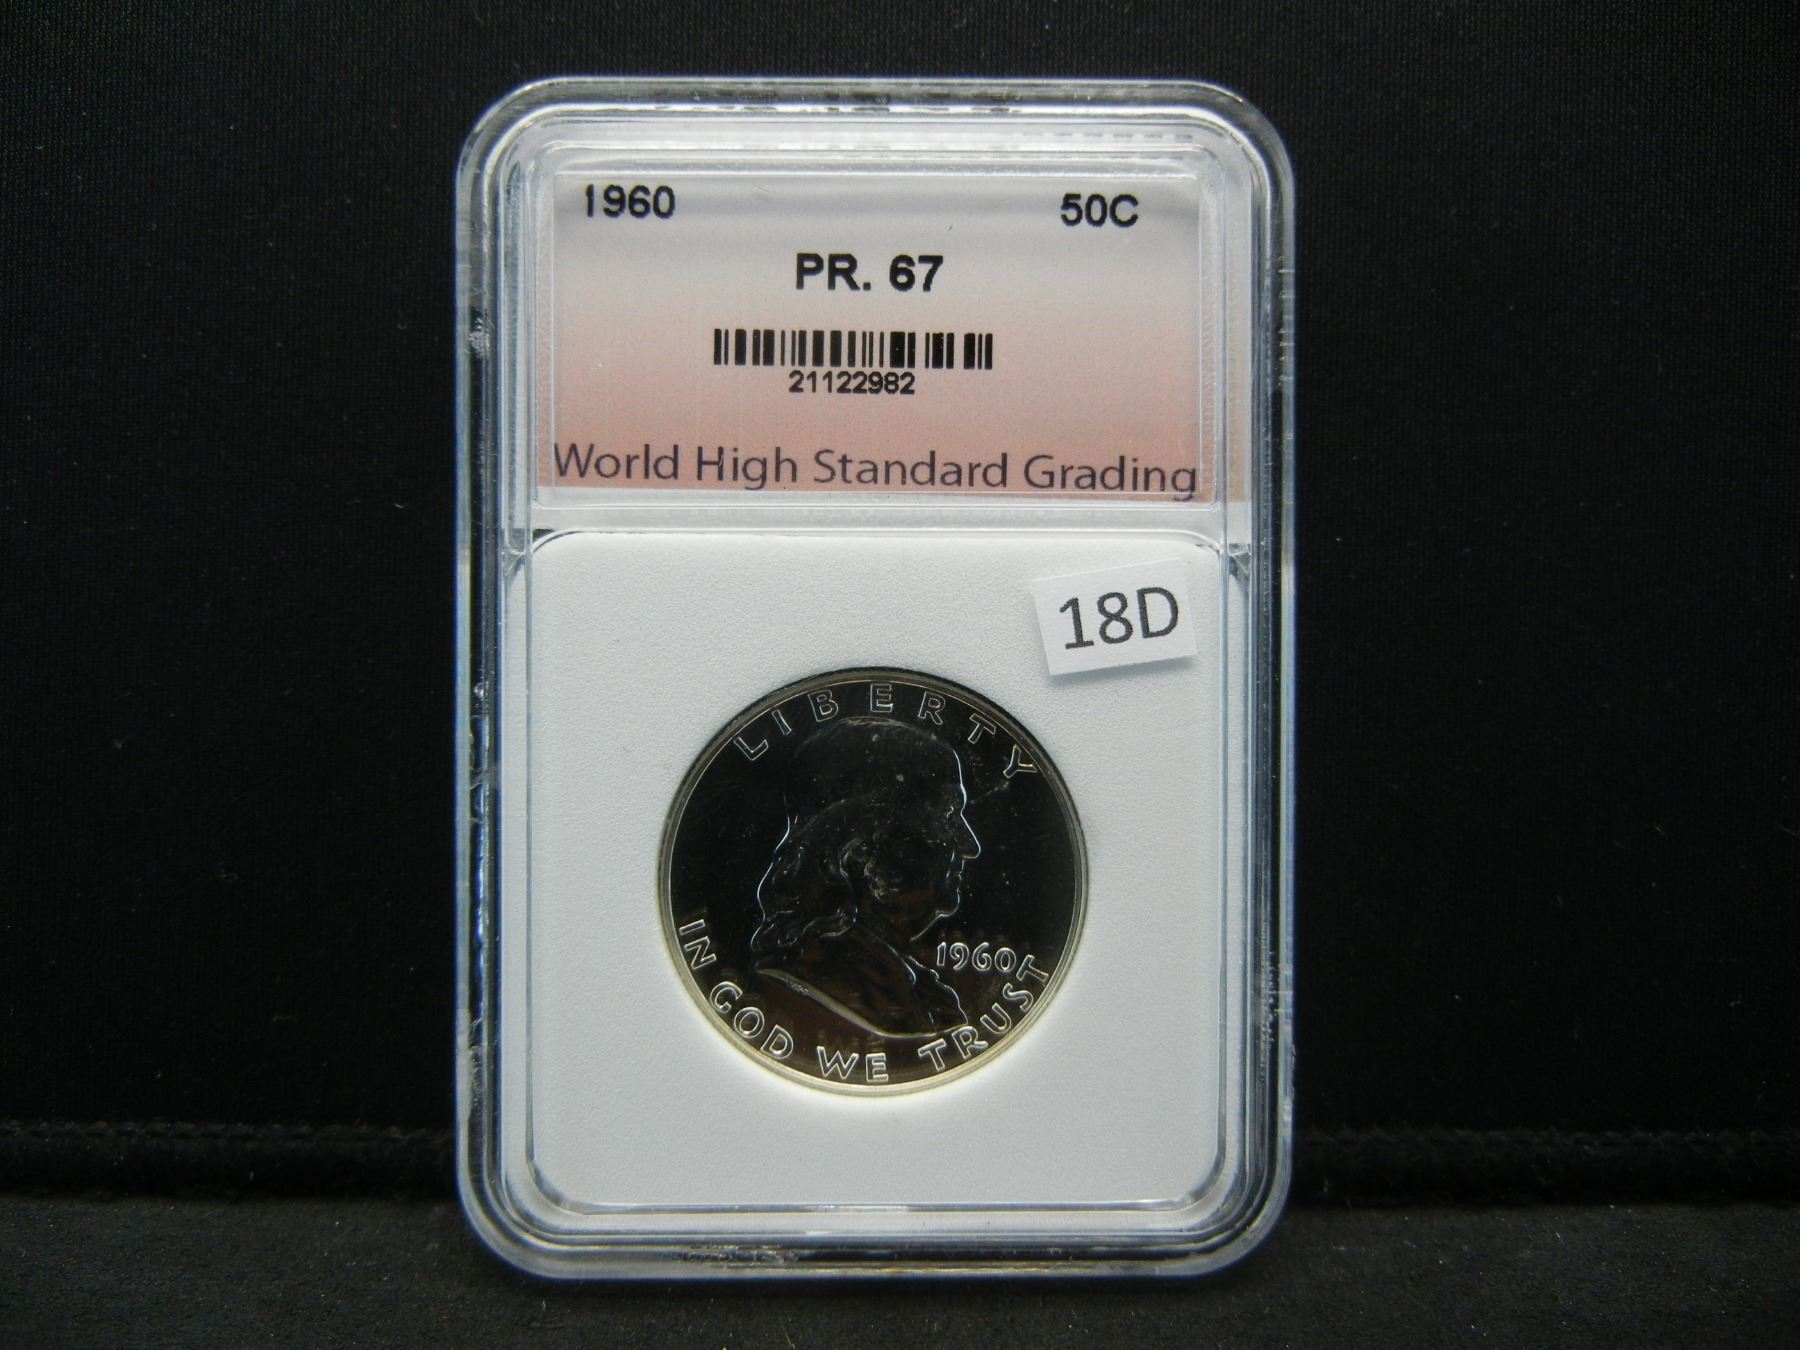 1960 50C
PR. 67
21122982
World High Standard Grading
18D
LIBERTY
1960
IN GOD WE TRUST